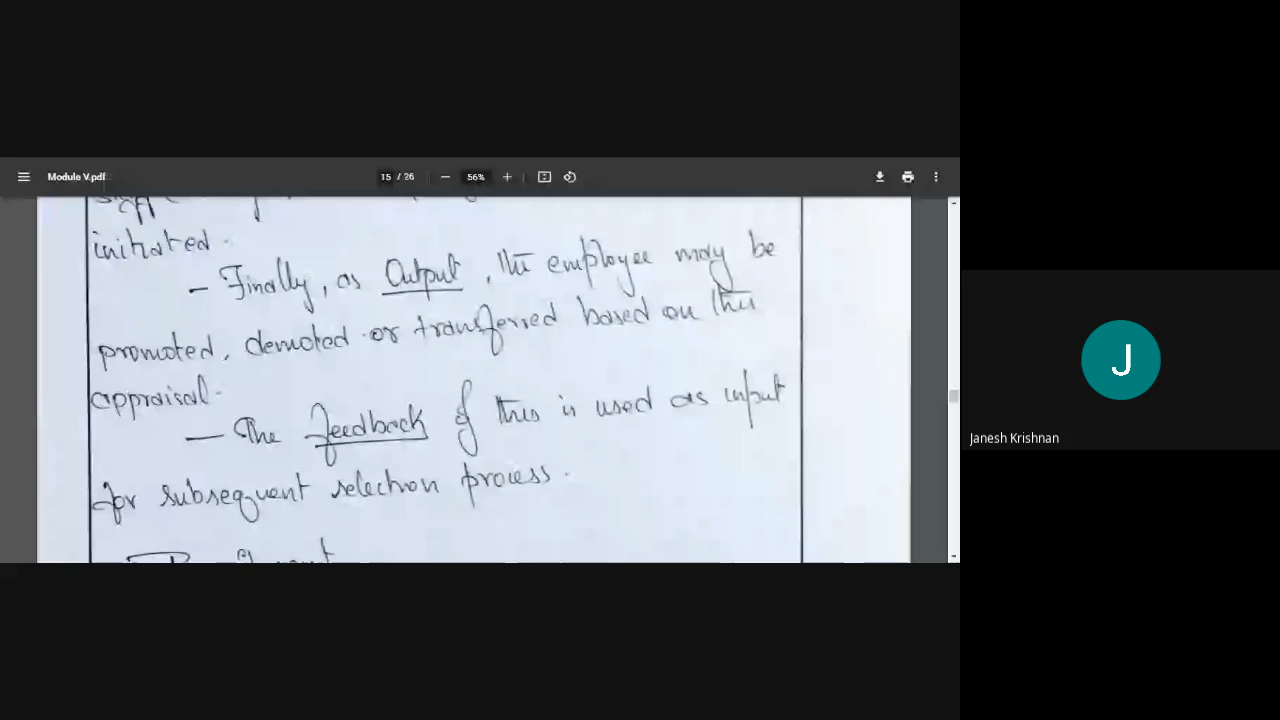 Module V.pdf
15 / 26
56%
initiated.
- Finally, as Output, the employee may be
promoted, demoted or transferred based on this
appraisal.
- The feedback of this is used as input
for subsequent selection process.
J
Janesh Krishnan